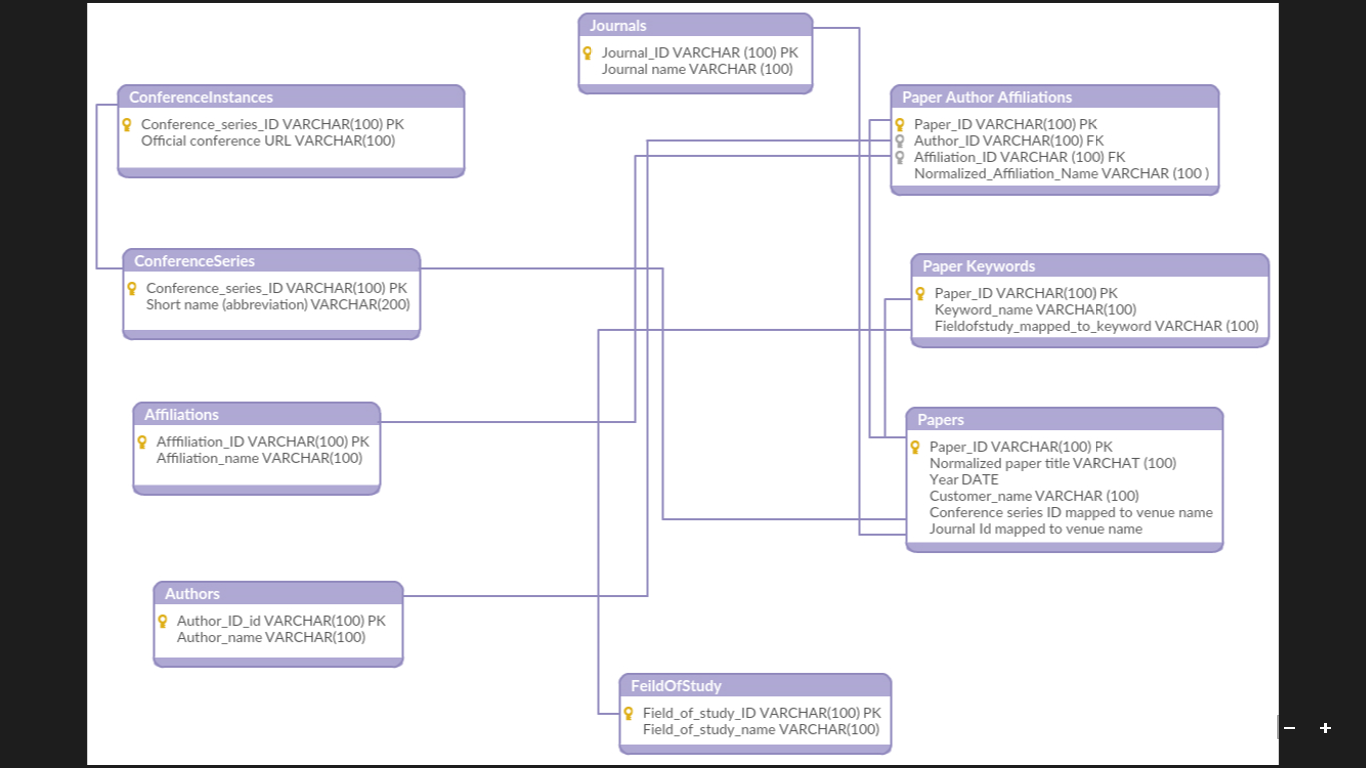 Journals
Journal_ID VARCHAR (100) PK
Journal name VARCHAR (100)
ConferenceInstances
Conference_series_ID VARCHAR(100) PK
Official conference URL VARCHAR(100)
Paper Author Affiliations
Paper_ID VARCHAR(100) PK
Author_ID VARCHAR(100) FK
Affiliation_ID VARCHAR (100) FK
Normalized_Affiliation_Name VARCHAR (100 )
ConferenceSeries
Conference_series_ID VARCHAR(100) PK
Short name (abbreviation) VARCHAR(200)
Paper Keywords
Paper_ID VARCHAR(100) PK
Keyword_name VARCHAR(100)
Fieldofstudy_mapped_to_keyword VARCHAR (100)
Affiliations
Afffiliation_ID VARCHAR(100) PK
Affiliation_name VARCHAR(100)
Papers
Paper_ID VARCHAR(100) PK
Normalized paper title VARCHAT (100)
Year DATE
Customer_name VARCHAR (100)
Conference series ID mapped to venue name
Journal Id mapped to venue name
Authors
Author_ID_id VARCHAR(100) PK
Author_name VARCHAR(100)
FeildOfStudy
Field_of_study_ID VARCHAR(100) PK
Field_of_study_name VARCHAR(100)